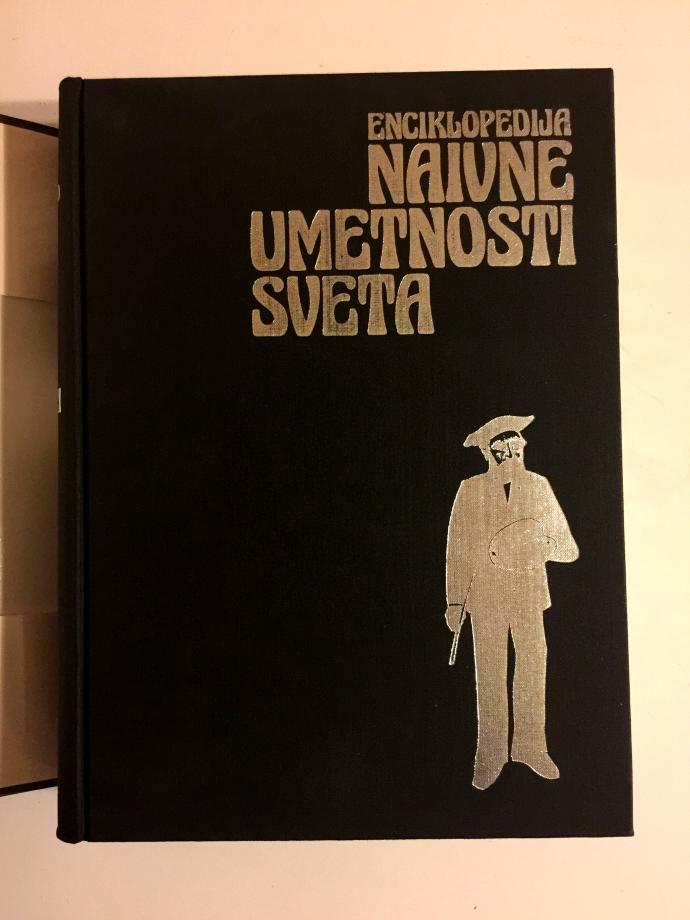 ENCIKLOPEDIJA
NAIVNE
UMETNOSTI
SVETA